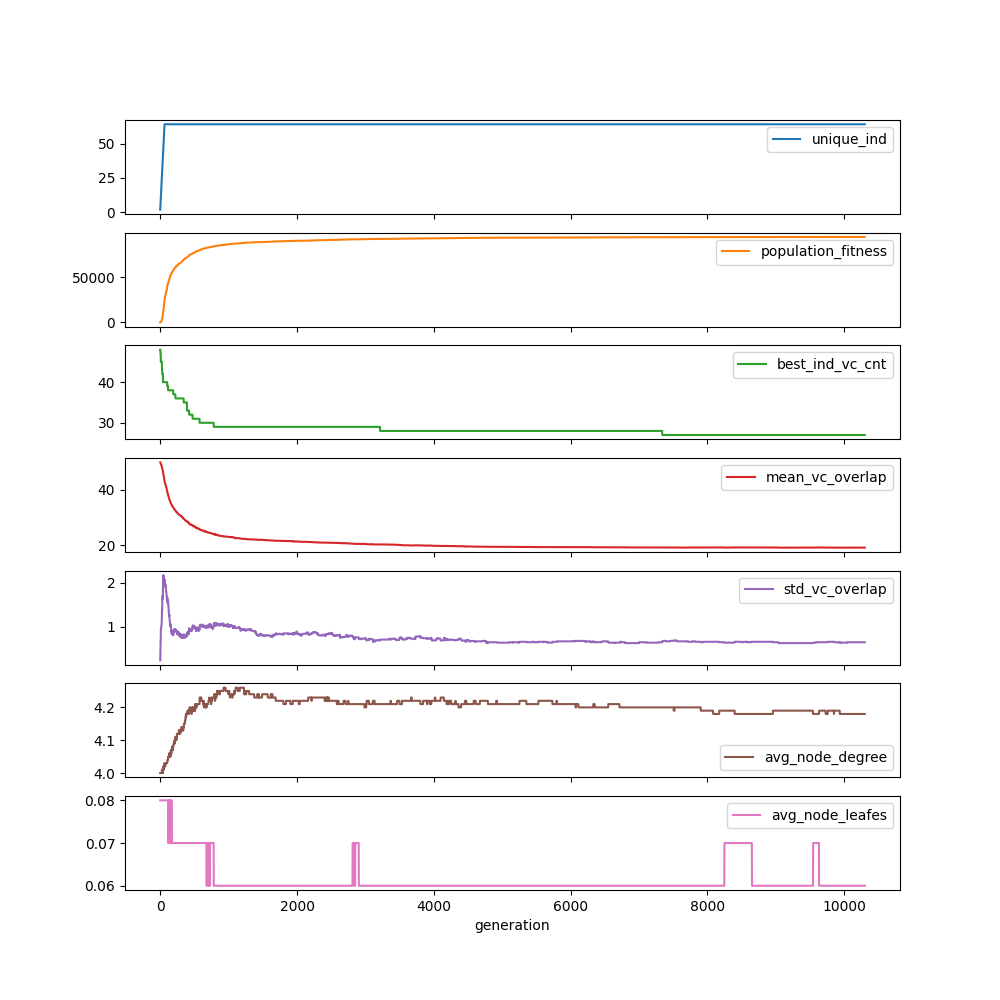 50
25
0
unique_ind
50000
0
population_fitness
40
30
best_ind_vc_cnt
40
20
mean_vc_overlap
2
1
std_vc_overlap
4.2
4.1
4.0
avg_node_degree
0.08
0.07
0.06
avg_node_leafes
0 2000 4000 6000 8000 10000
generation